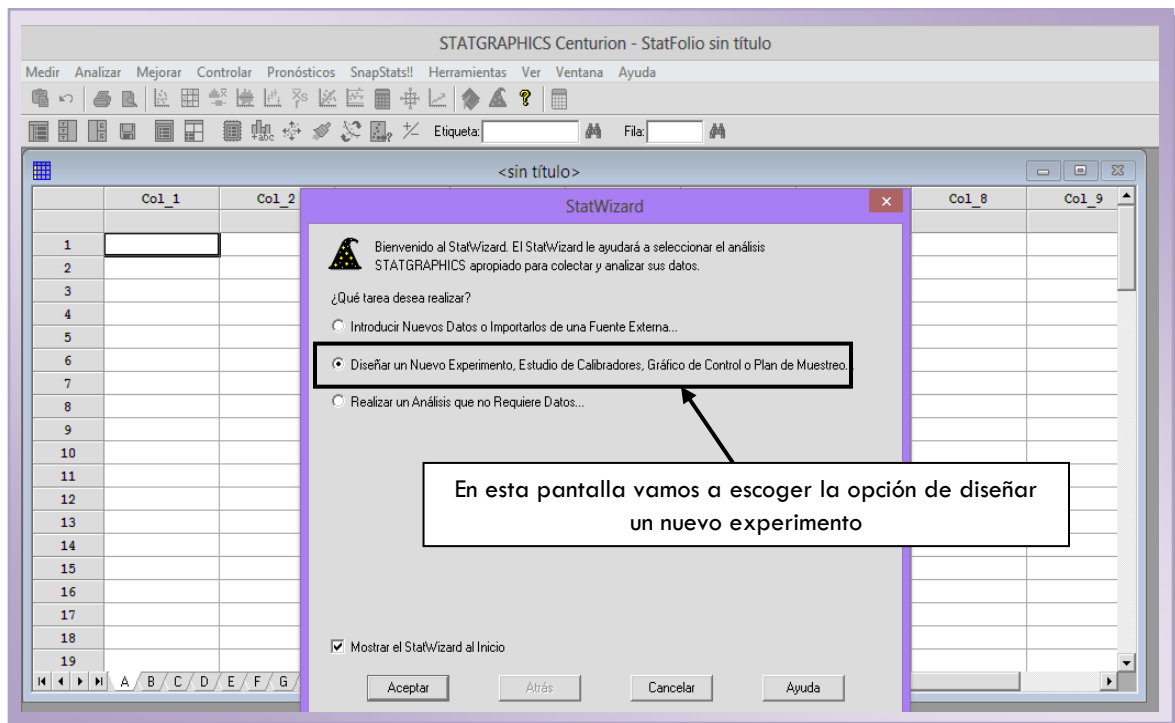 STATGRAPHICS Centurion - StatFolio sin título
Medir Analizar Mejorar Controlar Pronósticos SnapStats!! Herramientas Ver Ventana Ayuda
Etiqueta: Fila:
<sin título>
Col_1 Col_2 Col_8 Col_9
StatWizard
Bienvenido al StatWizard. El StatWizard le ayudará a seleccionar el análisis
STATGRAPHICS apropiado para colectar y analizar sus datos.
¿Qué tarea desea realizar?
Introducir Nuevos Datos o Importarlos de una Fuente Externa...
Diseñar un Nuevo Experimento, Estudio de Calibradores, Gráfico de Control o Plan de Muestreo...
Realizar un Análisis que no Requiere Datos...
En esta pantalla vamos a escoger la opción de diseñar
un nuevo experimento
Mostrar el StatWizard al Inicio
Aceptar Atrás Cancelar Ayuda
1
2
3
4
5
6
7
8
9
10
11
12
13
14
15
16
17
18
19
A B C D E F G